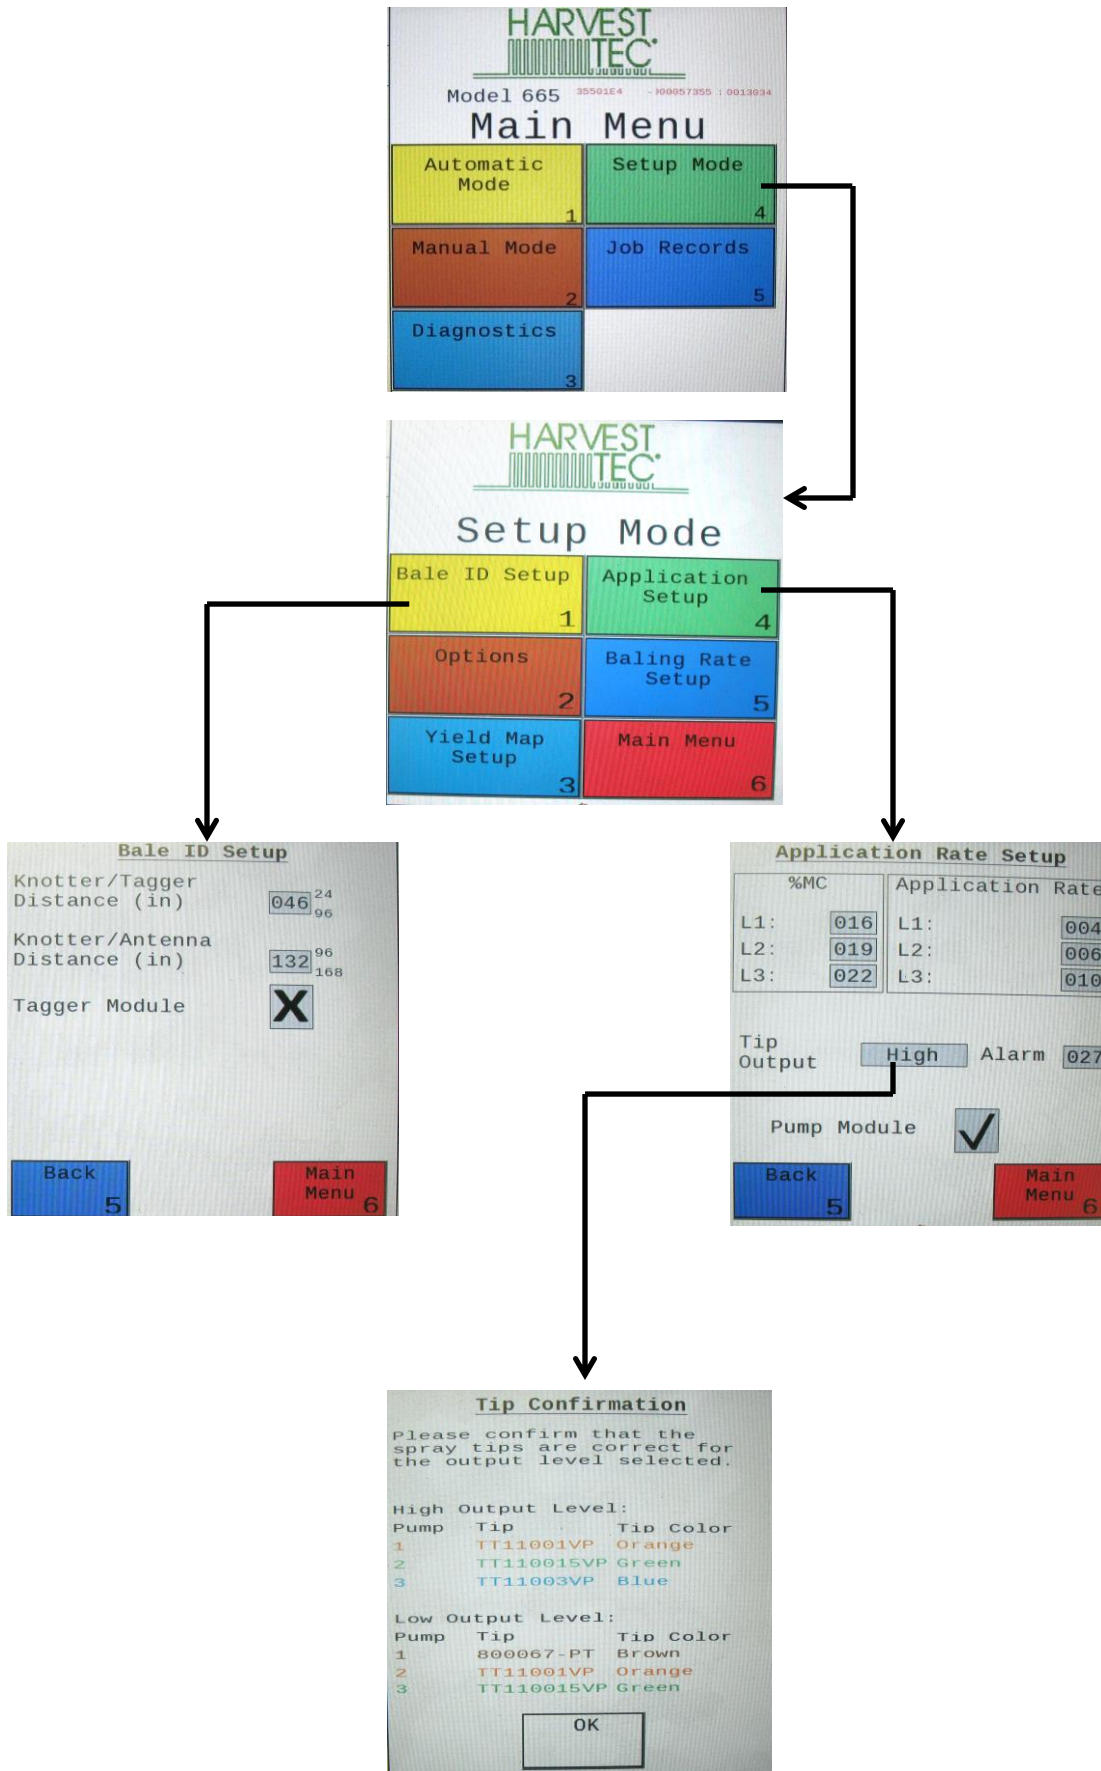 HARVEST
TEC
Model 665 35501E4 -)00057355 : 0013034
Main Menu
Automatic
Mode
1
Setup Mode
4
Manual Mode
2
Job Records
5
Diagnostics
3
HARVEST
TEC
Setup Mode
Bale ID Setup
1
Application
Setup
4
Options
2
Baling Rate
Setup
5
Yield Map
Setup
3
Main Menu
6
Bale ID Setup
Knotter/Tagger
Distance (in) 046 24
96
Knotter/Antenna
Distance (in) 132 96
168
Tagger Module X
Back
5
Main
Menu
6
Application Rate Setup
%MC
L1: 016
L2: 019
L3: 022
Application Rate
L1: 004
L2: 006
L3: 010
Tip
Output High Alarm 027
Pump Module
Back
5
Main
Menu
6
Tip Confirmation
Please confirm that the
spray tips are correct for
the output level selected.
High Output Level:
Pump Tip Tip Color
1 TT11001VP Orange
2 TT110015VP Green
3 TT11003VP Blue
Low Output Level:
Pump Tip Tip Color
1 800067-PT Brown
2 TT11001VP Orange
3 TT110015VP Green
OK